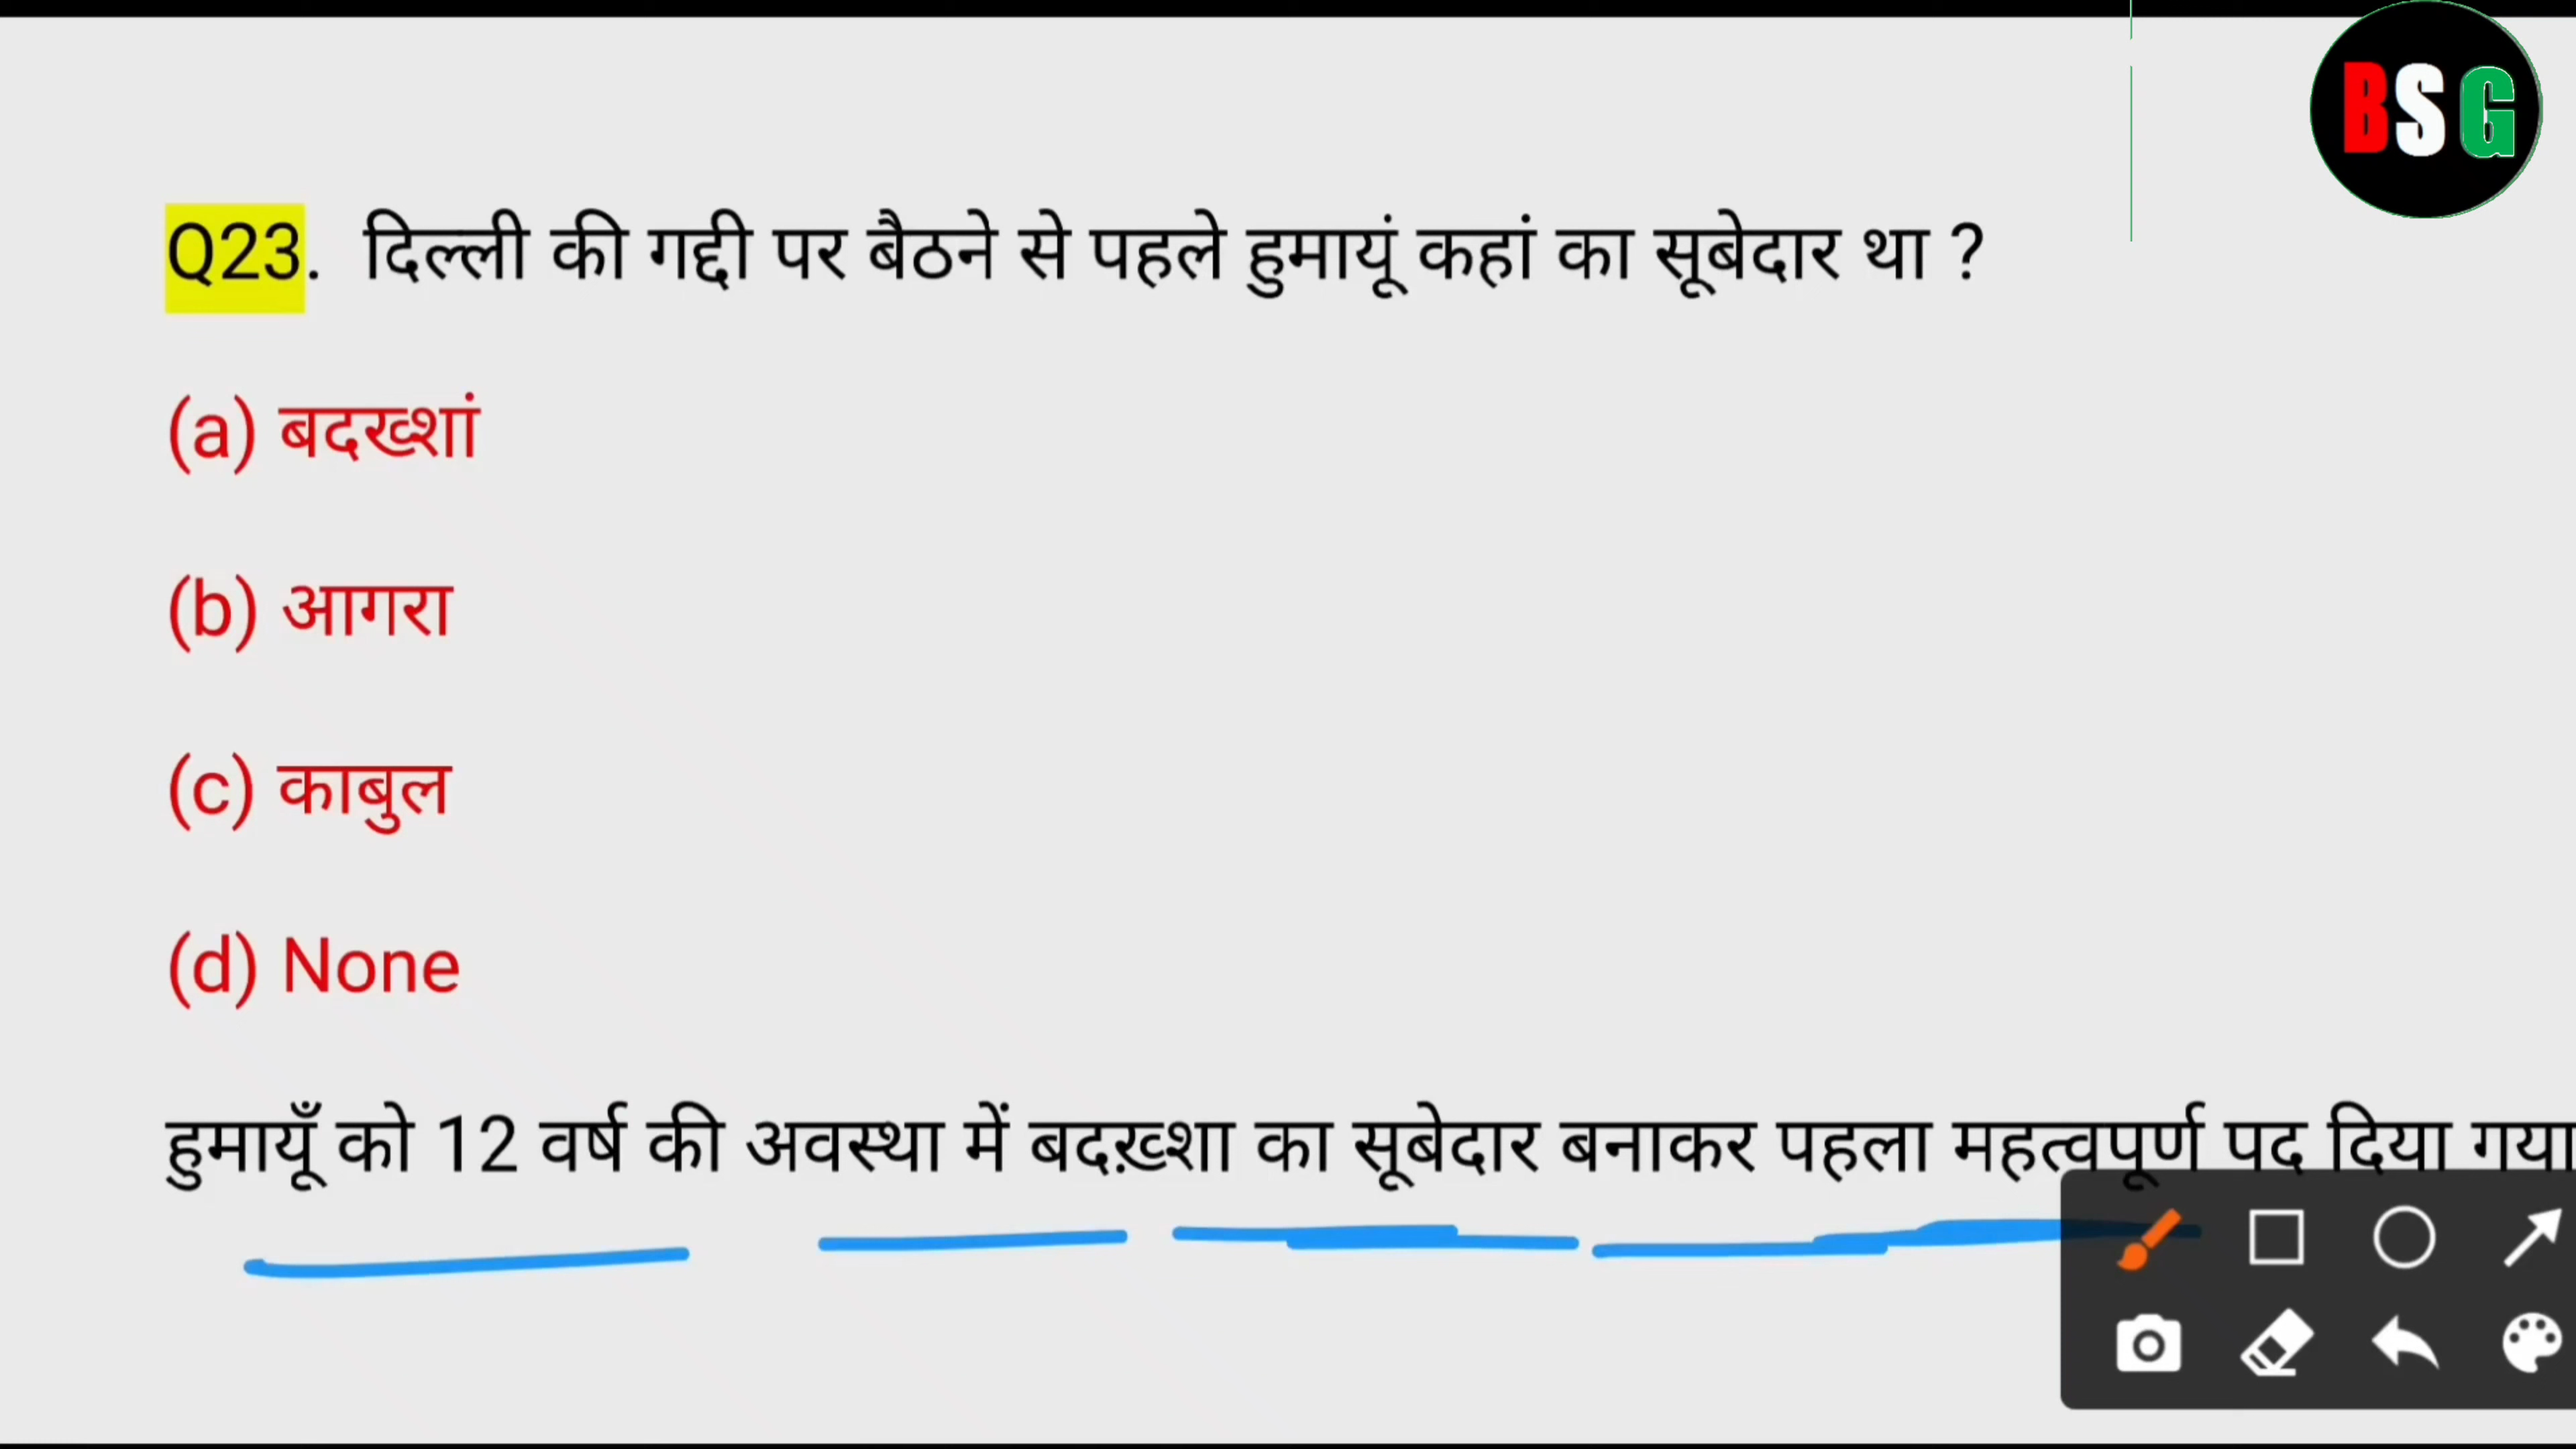 BSG
Q23. दिल्ली की गद्दी पर बैठने से पहले हुमायूं कहां का सूबेदार था ?
(a) बदख्शां
(b) आगरा
(c) काबुल
(d) None
हुमायूँ को 12 वर्ष की अवस्था में बदख़्शा का सूबेदार बनाकर पहला महत्वपूर्ण पद दिया गया